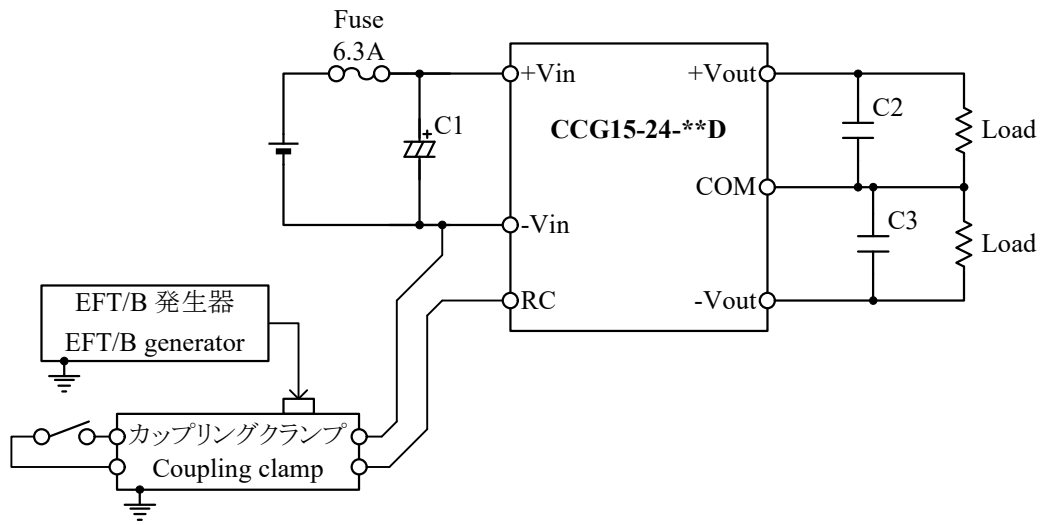 Fuse
6.3A
+Vin
+Vout
C1
C2
CCG15-24-**D
Load
COM
C3
-Vin
Load
EFT/B 発生器
EFT/B generator
RC
-Vout
カップリングクランプ
Coupling clamp